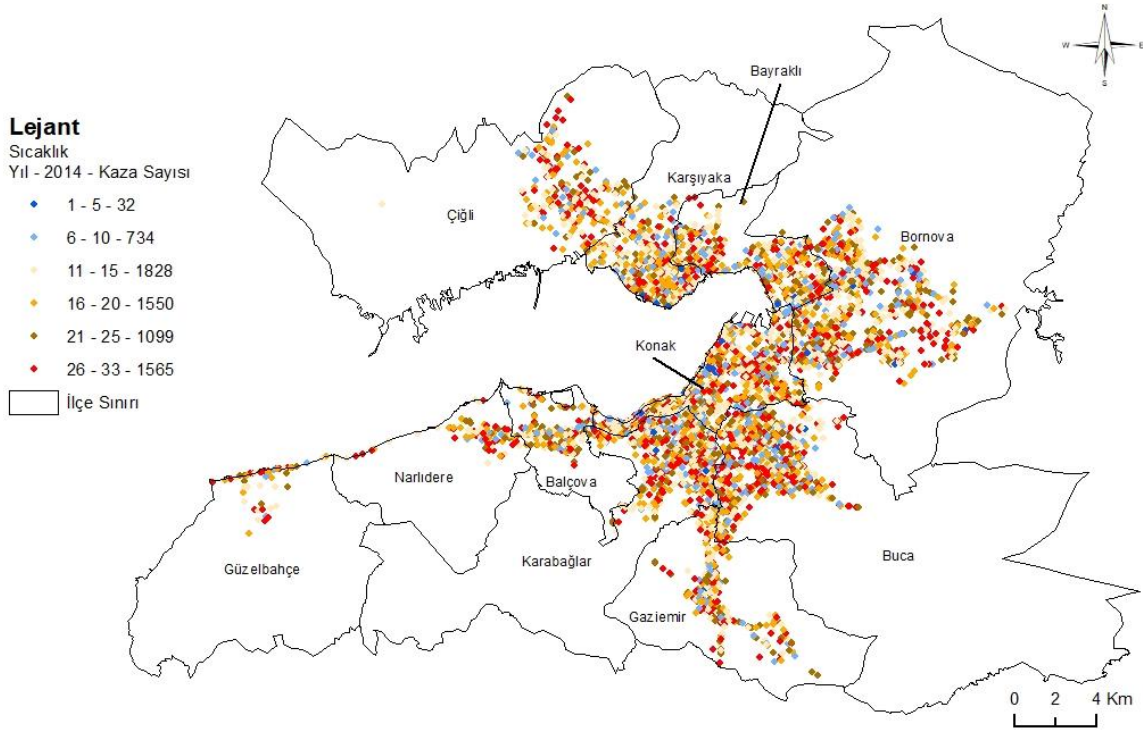 N
W
E
S
Bayraklı
Lejant
Sıcaklık
Yıl - 2014 - Kaza Sayısı
1 - 5 - 32
6 - 10 - 734
11 - 15 - 1828
16 - 20 - 1550
21 - 25 - 1099
26 - 33 - 1565
İlçe Sınırı
Karşıyaka
Çiğli
Bornova
Konak
Narlıdere
Balçova
Güzelbahçe
Karabağlar
Buca
Gaziemir
0 2 4 Km